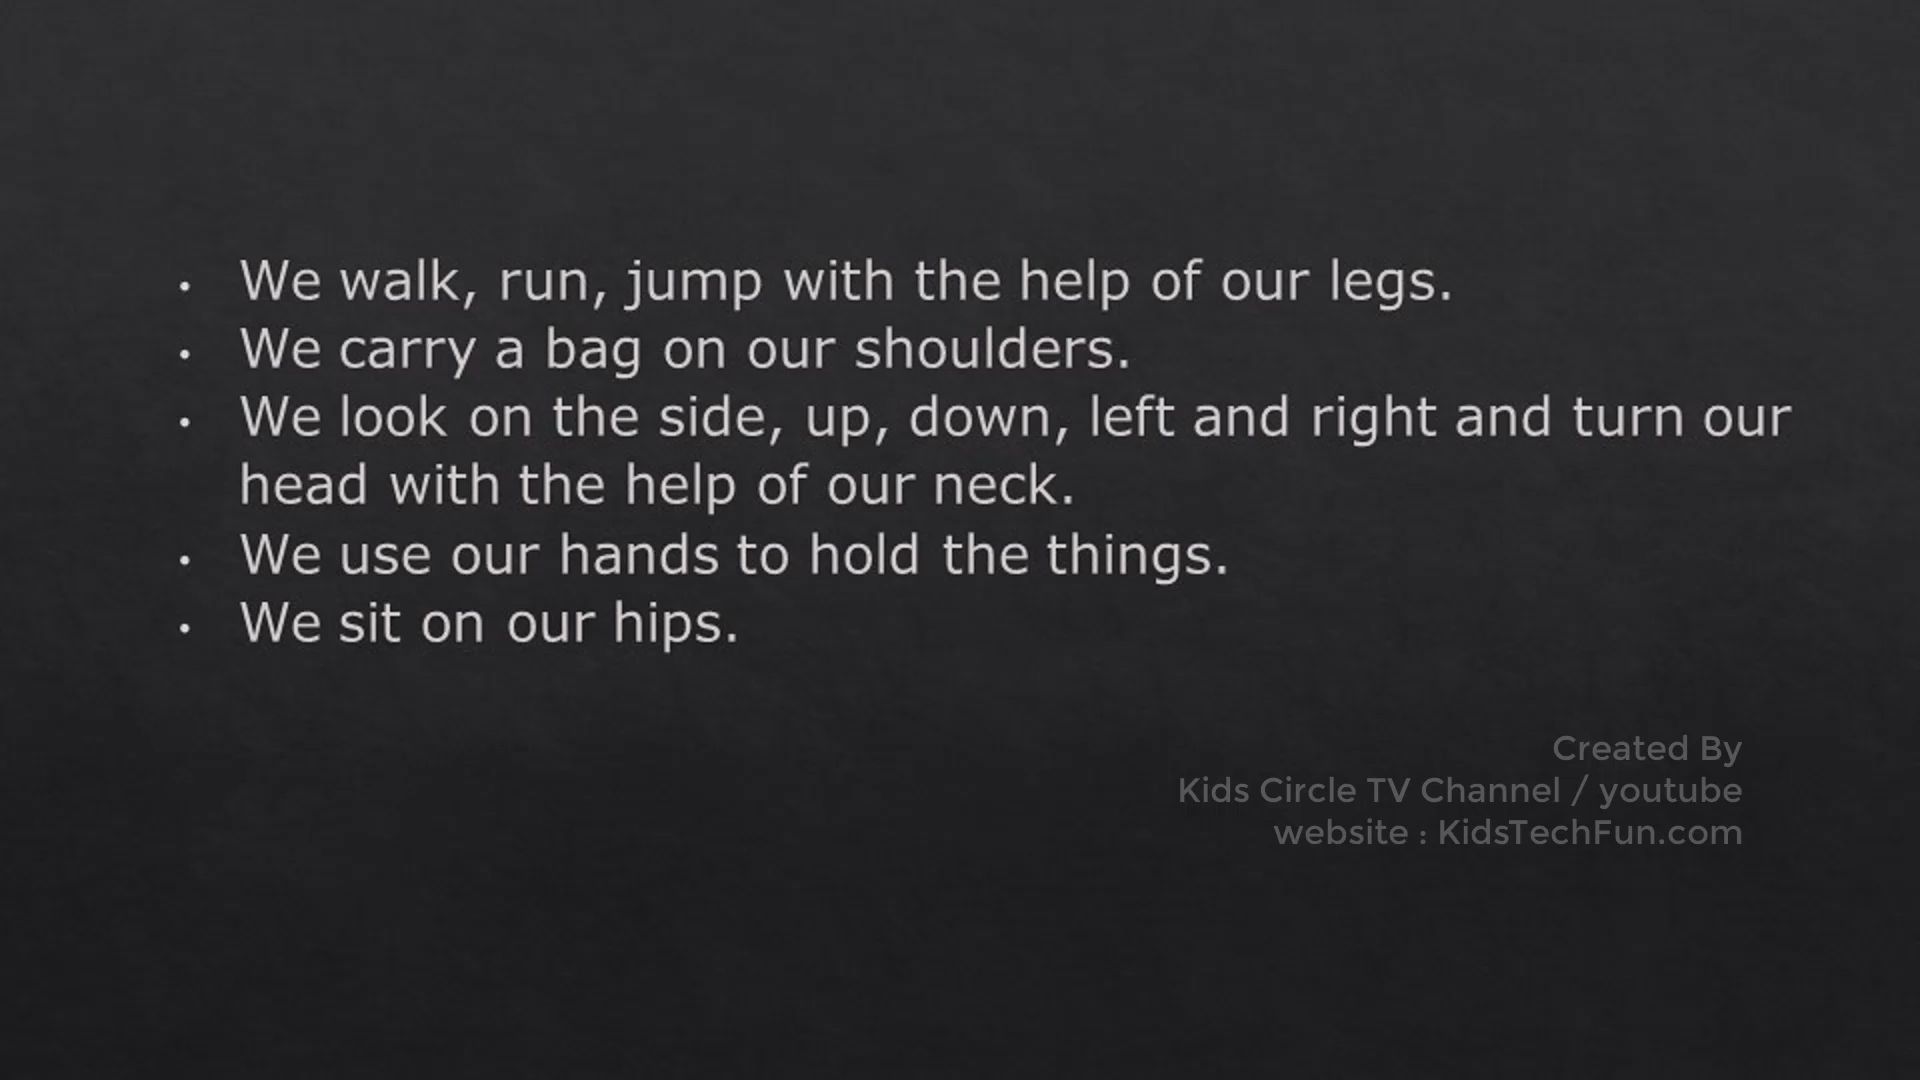 • We walk, run, jump with the help of our legs.
• We carry a bag on our shoulders.
• We look on the side, up, down, left and right and turn our
head with the help of our neck.
• We use our hands to hold the things.
• We sit on our hips.
Created By
Kids Circle TV Channel / youtube
website : KidsTechFun.com